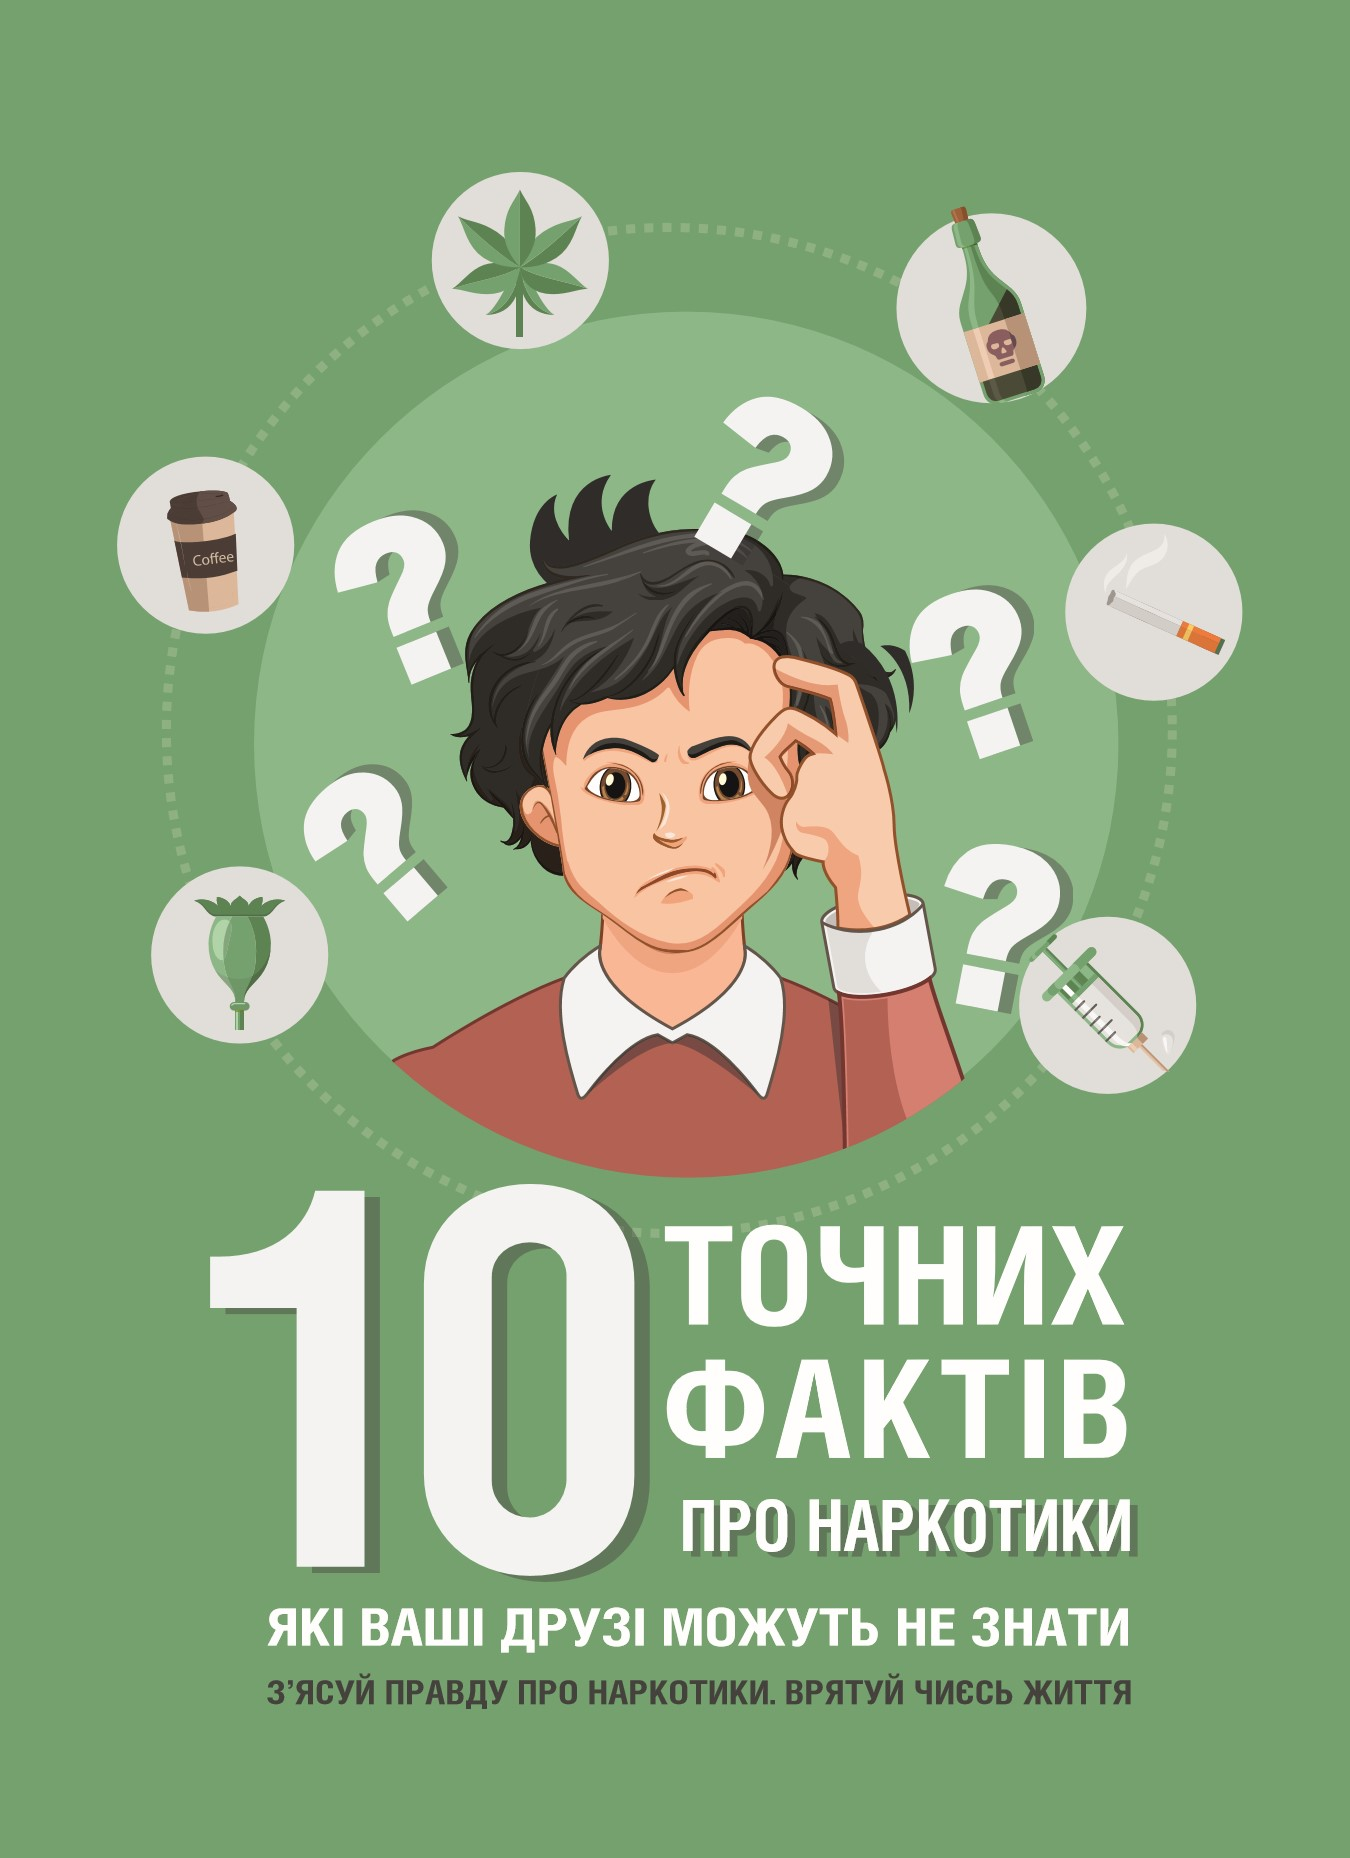 Coffee
10 ТОЧНИХ
ФАКТІВ
ПРО НАРКОТИКИ
ЯКІ ВАШІ ДРУЗІ МОЖУТЬ НЕ ЗНАТИ
З’ЯСУЙ ПРАВДУ ПРО НАРКОТИКИ. ВРЯТУЙ ЧИЄСЬ ЖИТТЯ